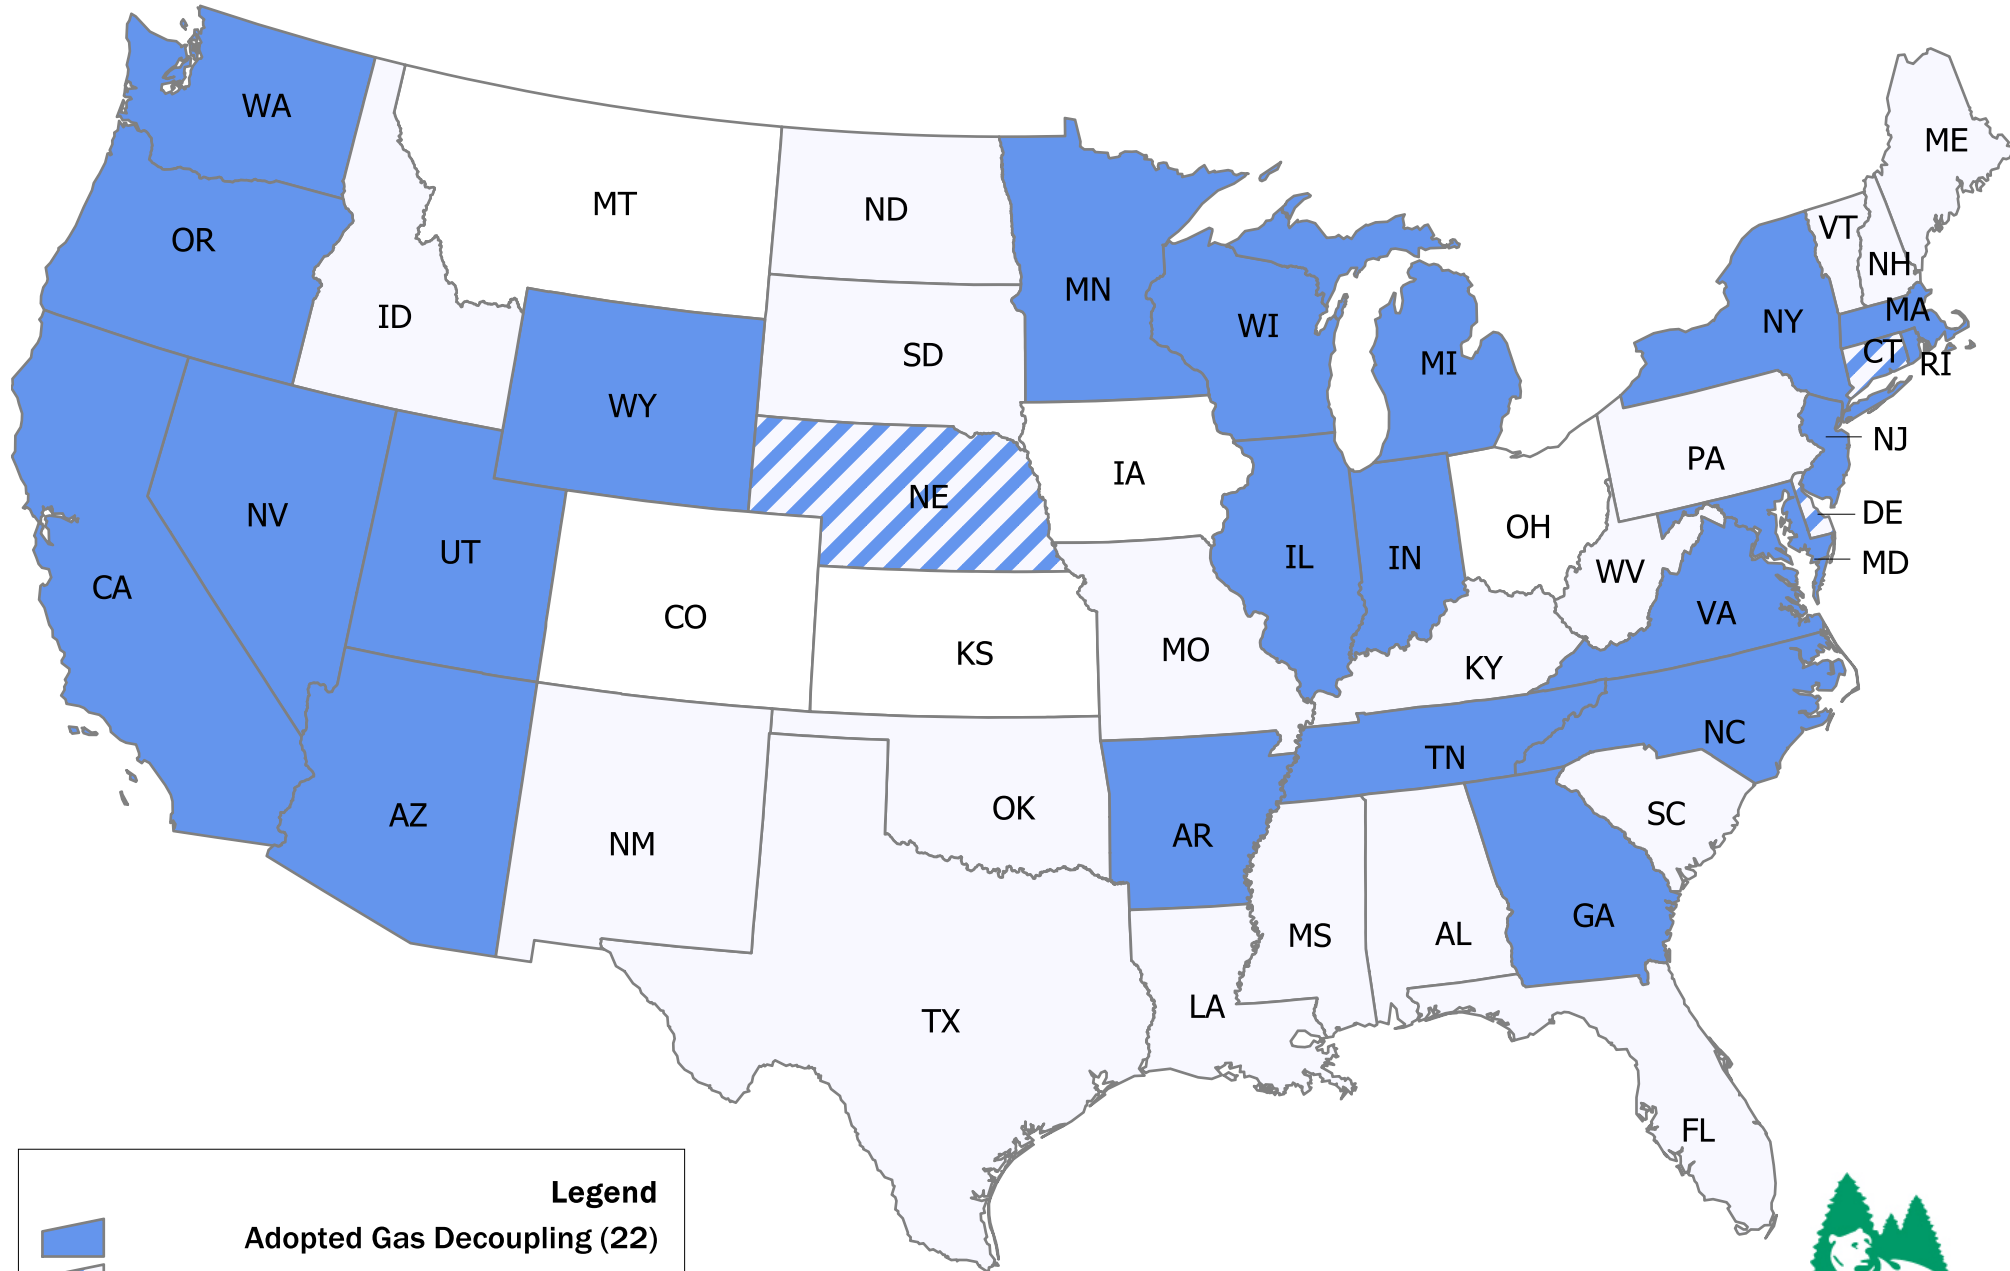 WA
ME
MT
ND
VT
OR
NH
MN
MA
ID
WI
NY
SD
CT
MI
RI
WY
NJ
PA
IA
NE
DE
NV
OH
UT
IL
IN
MD
WV
CA
VA
CO
MO
KS
KY
NC
TN
OK
AZ
SC
AR
NM
GA
MS
AL
LA
TX
FL
Legend
Adopted Gas Decoupling (22)